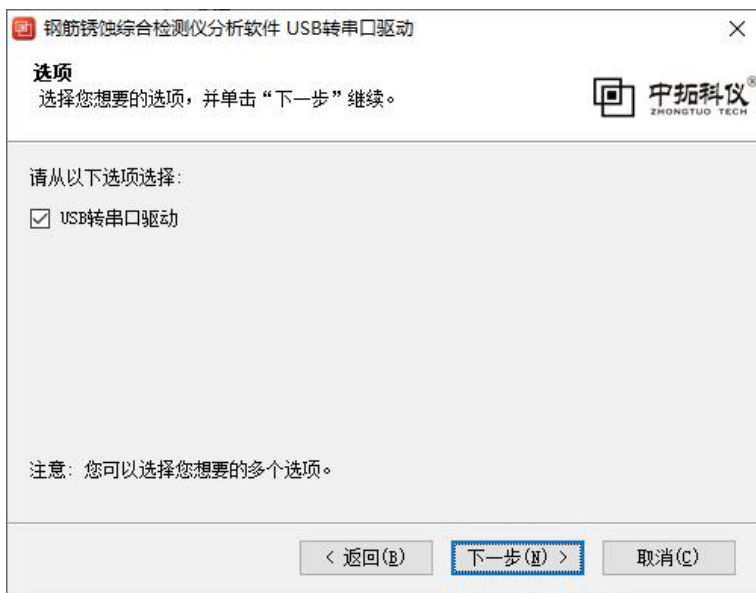 钢筋锈蚀综合检测仪分析软件 USB转串口驱动
选项
选择您想要的选项，并单击“下一步”继续。
中拓科仪®
ZHONGTUO TECH
请从以下选项选择:
USB转串口驱动
注意: 您可以选择您想要的多个选项。
< 返回(B)
下一步(N) >
取消(C)